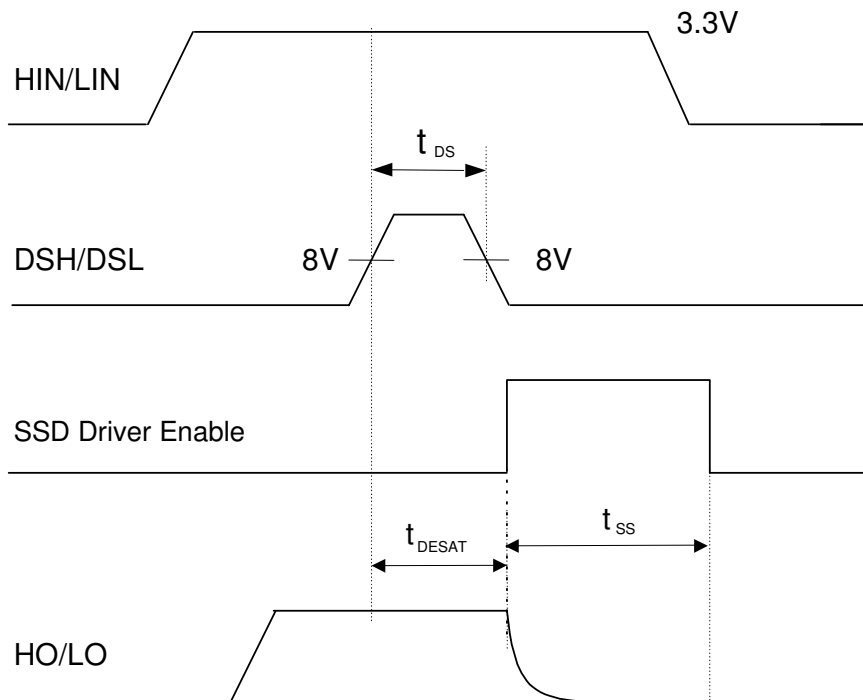 3.3V
HIN/LIN
t DS
DSH/DSL
8V
8V
SSD Driver Enable
t DESAT
t SS
HO/LO